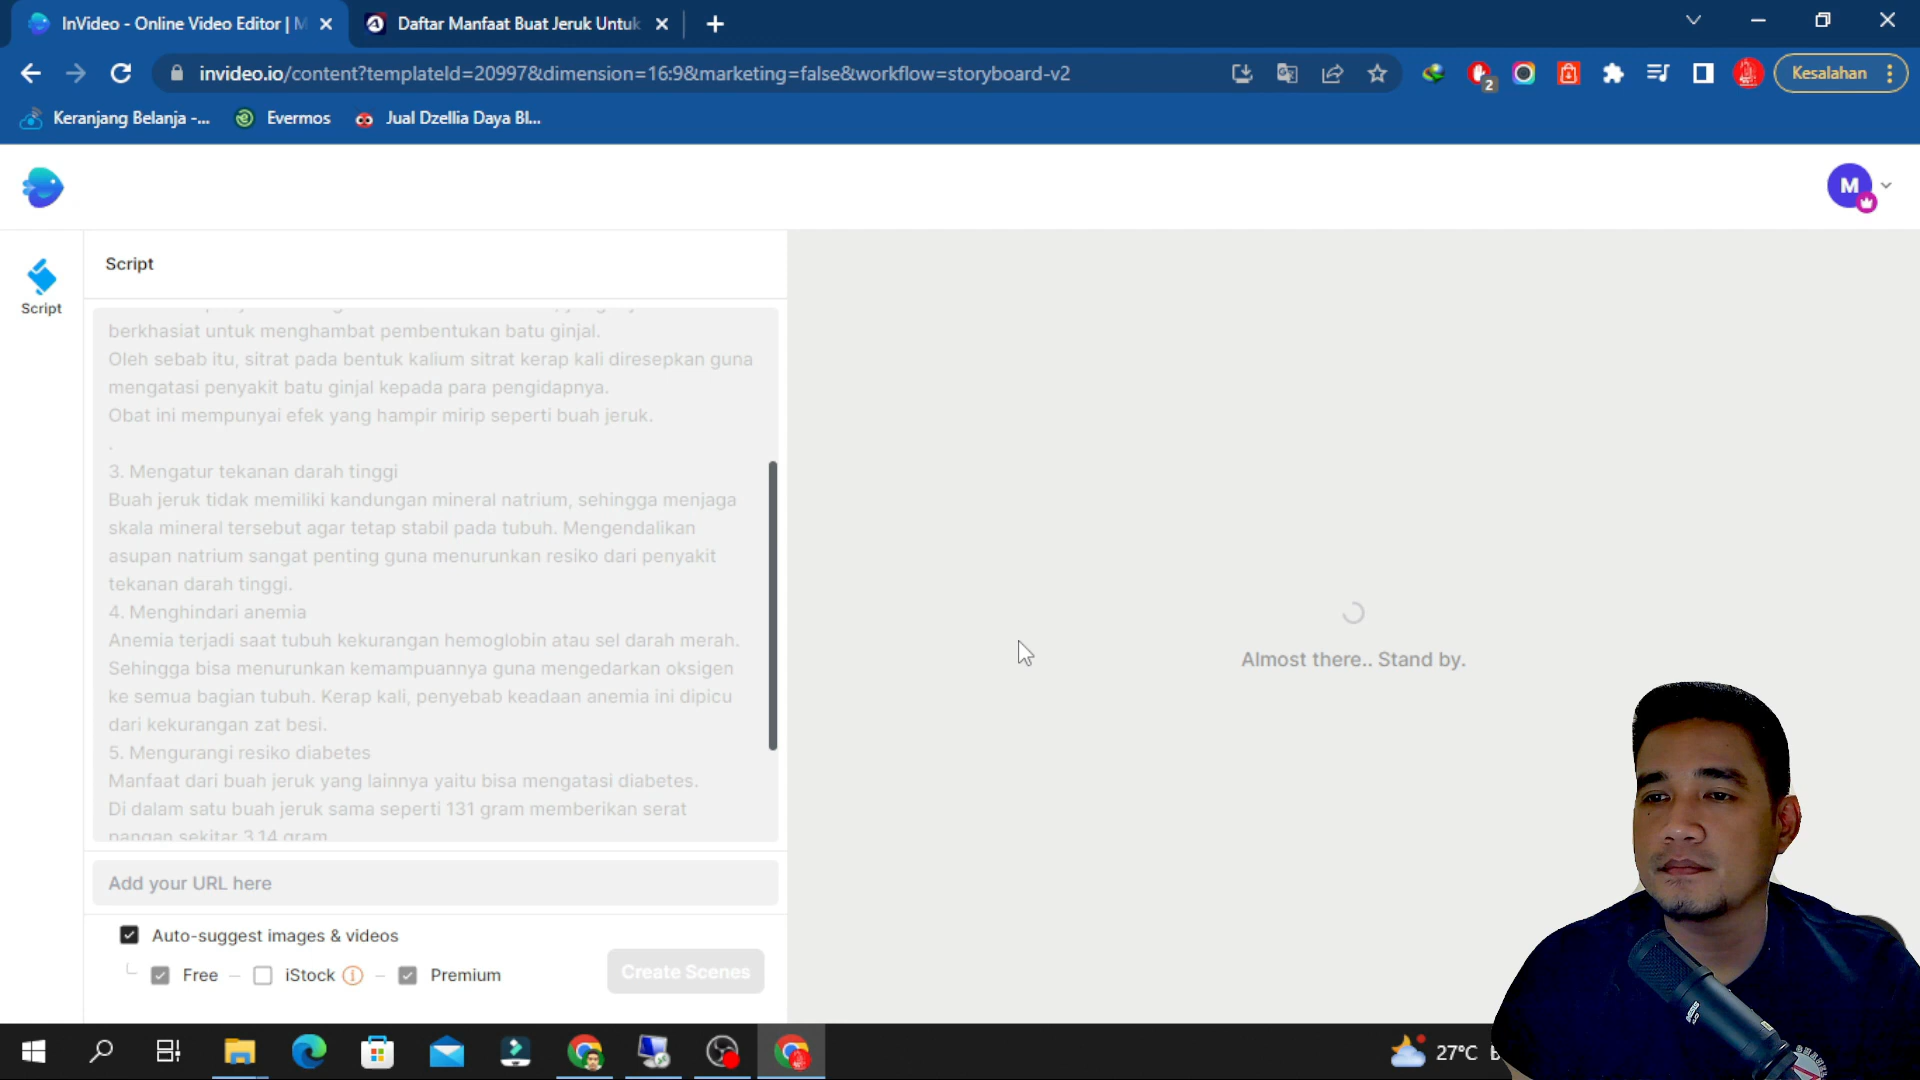 InVideo - Online Video Editor | M
Daftar Manfaat Buat Jeruk Untuk
invideo.io/content?templateId=20997&dimension=16:9&marketing=false&workflow=storyboard-v2
2
Kesalahan
Keranjang Belanja -...
Evermos
Jual Dzellia Daya Bl...
M
Script
Script
berkhasiat untuk menghambat pembentukan batu ginjal.
Oleh sebab itu, sitrat pada bentuk kalium sitrat kerap kali diresepkan guna
mengatasi penyakit batu ginjal kepada para pengidapnya.
Obat ini mempunyai efek yang hampir mirip seperti buah jeruk.
.
3. Mengatur tekanan darah tinggi
Buah jeruk tidak memiliki kandungan mineral natrium, sehingga menjaga
skala mineral tersebut agar tetap stabil pada tubuh. Mengendalikan
asupan natrium sangat penting guna menurunkan resiko dari penyakit
tekanan darah tinggi.
4. Menghindari anemia
Anemia terjadi saat tubuh kekurangan hemoglobin atau sel darah merah.
Sehingga bisa menurunkan kemampuannya guna mengedarkan oksigen
ke semua bagian tubuh. Kerap kali, penyebab keadaan anemia ini dipicu
dari kekurangan zat besi.
5. Mengurangi resiko diabetes
Manfaat dari buah jeruk yang lainnya yaitu bisa mengatasi diabetes.
Di dalam satu buah jeruk sama seperti 131 gram memberikan serat
pangan sekitar 3,14 gram.
Add your URL here
Auto-suggest images & videos
Free
iStock
Premium
Create Scenes
Almost there.. Stand by.
27°C